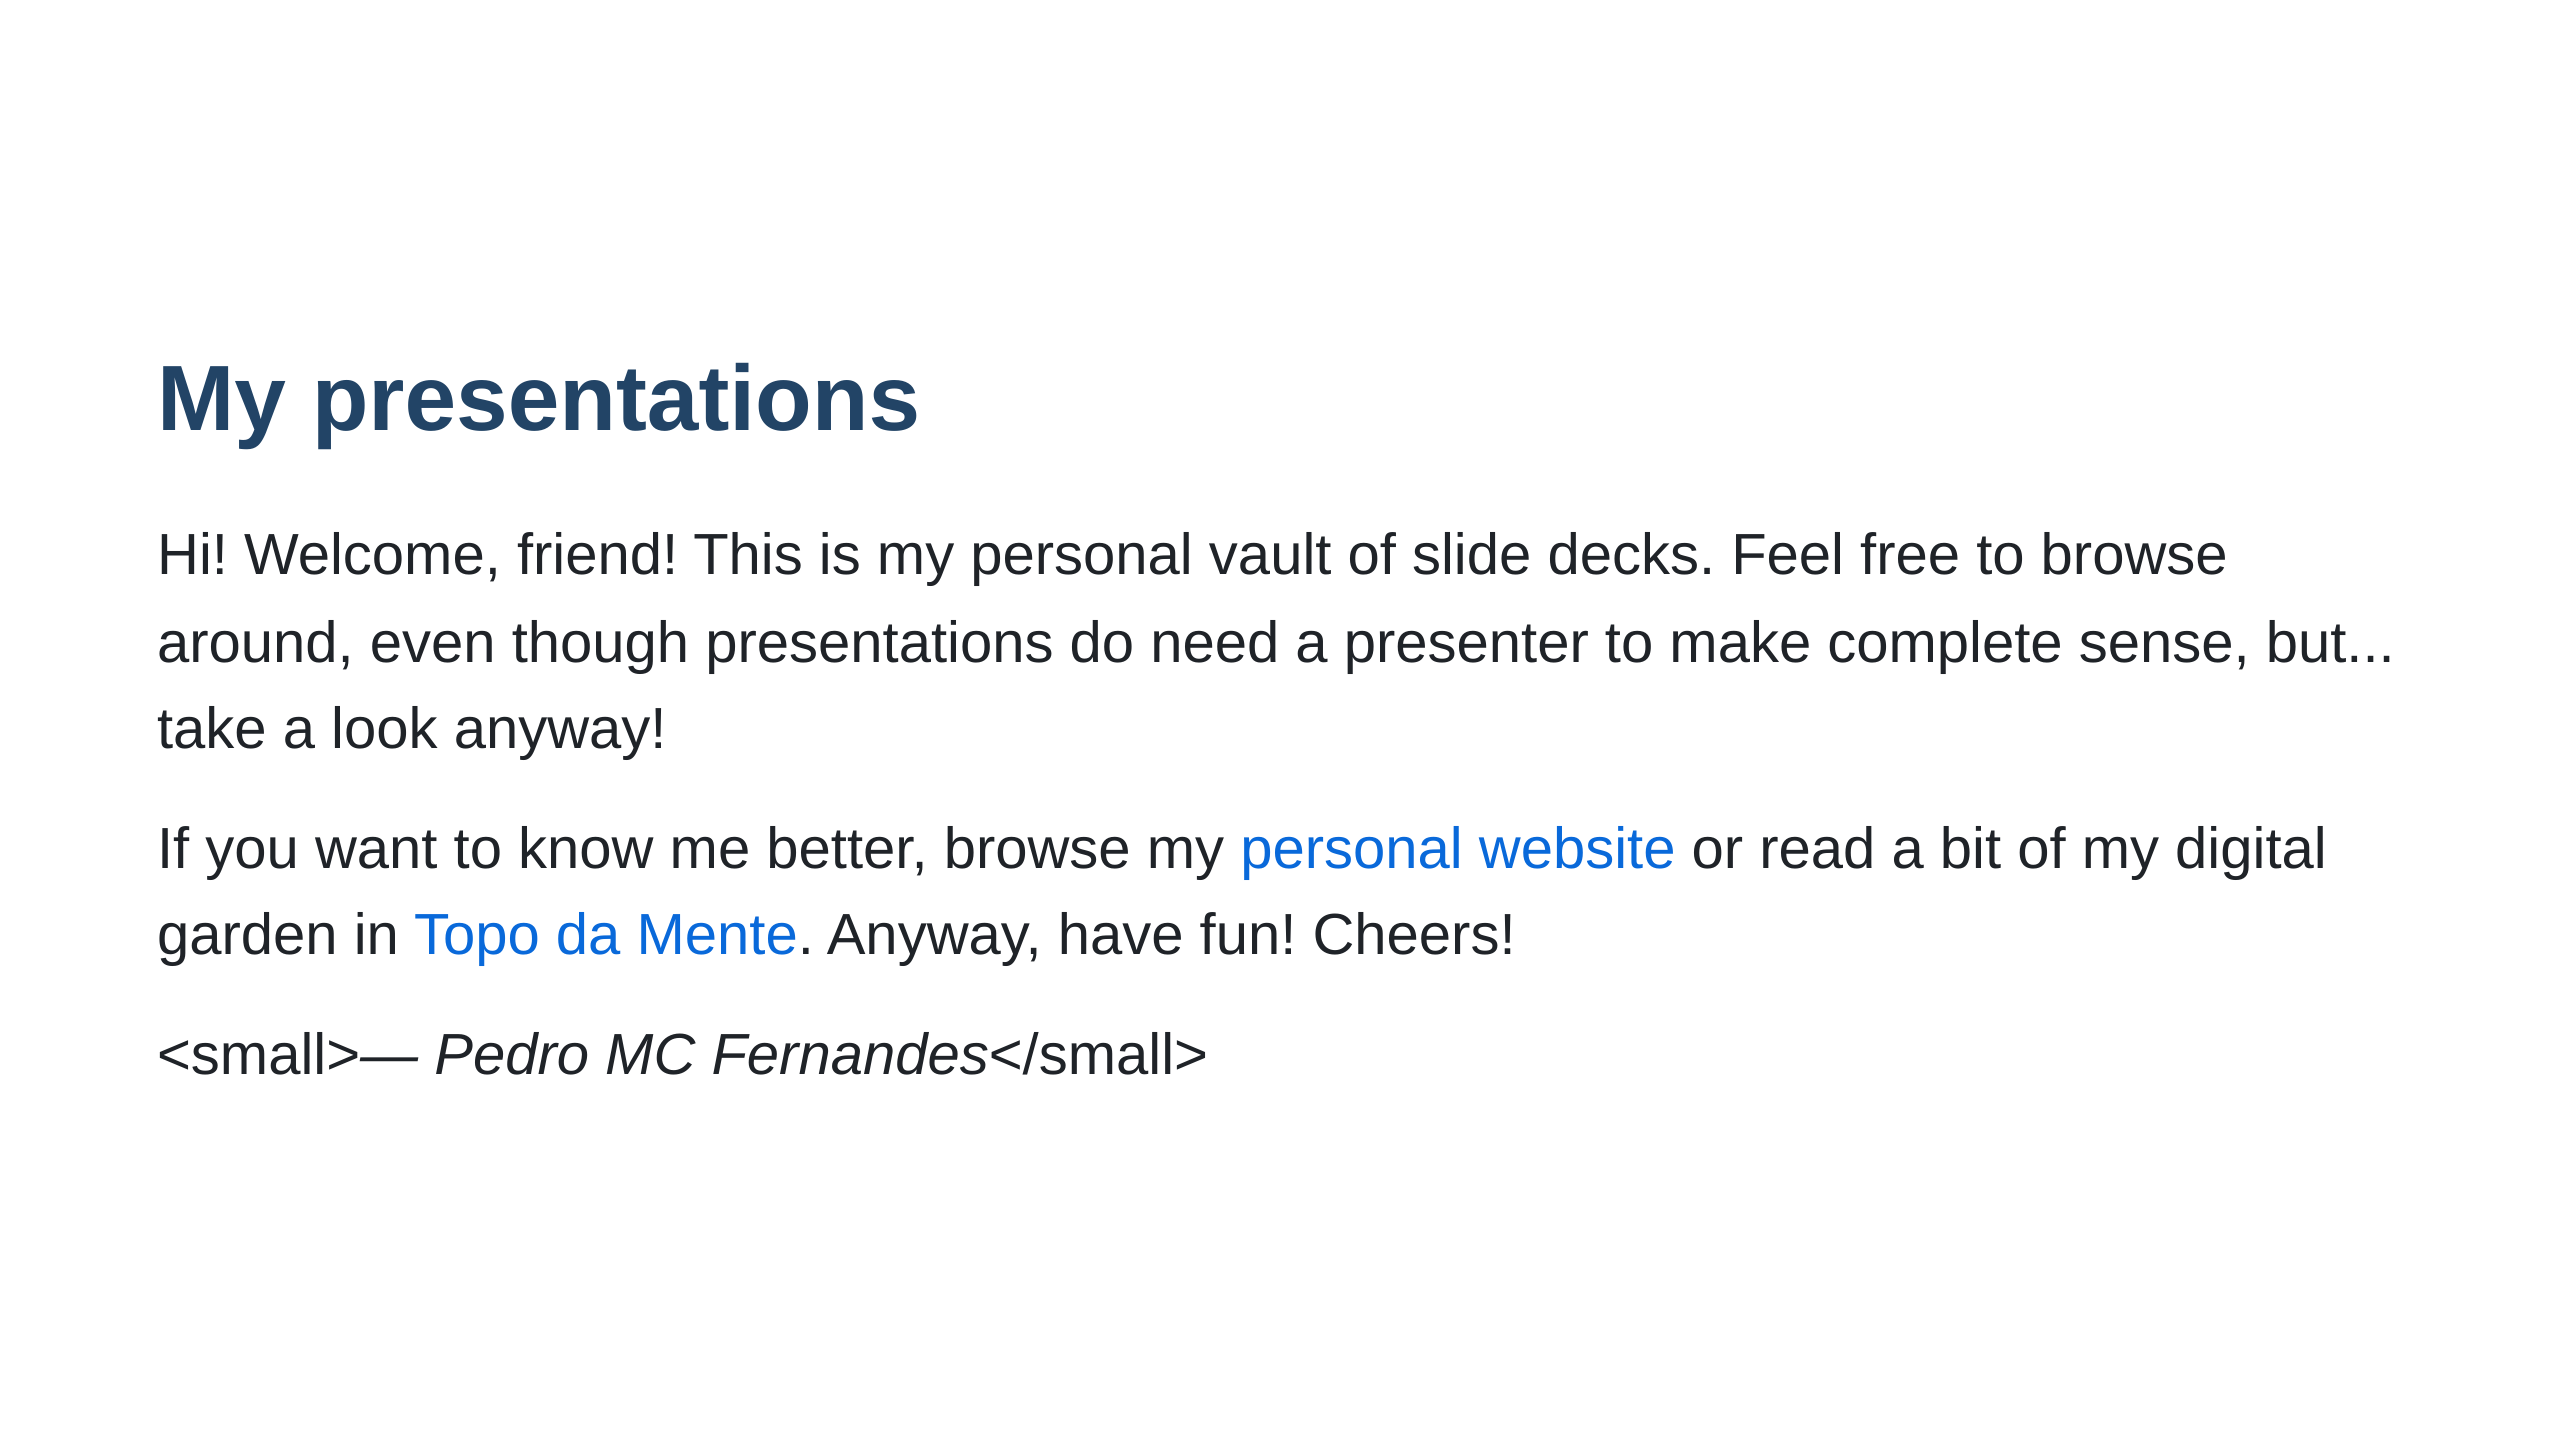 My presentations
Hi! Welcome, friend! This is my personal vault of slide decks. Feel free to browse
around, even though presentations do need a presenter to make complete sense, but...
take a look anyway!
If you want to know me better, browse my personal website or read a bit of my digital
garden in Topo da Mente. Anyway, have fun! Cheers!
<small>— Pedro MC Fernandes</small>